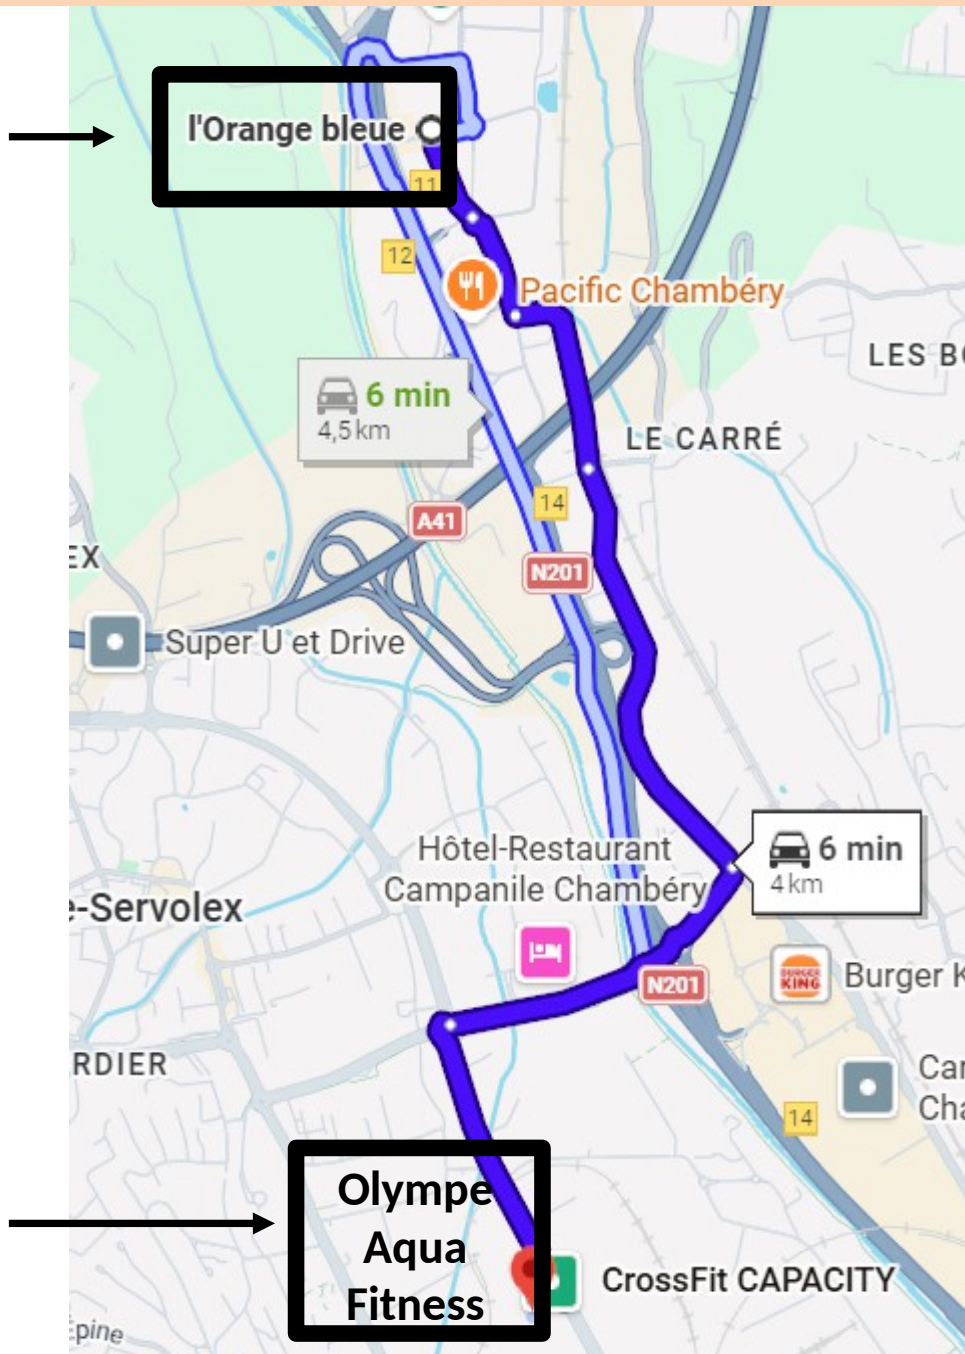 l'Orange bleue
11
12
Pacific Chambéry
LES B
6 min
4,5 km
LE CARRÉ
14
A41
EX
N201
Super U et Drive
Hôtel-Restaurant
Campanile Chambéry
6 min
4 km
e-Servolex
N201
BURGER
KING
Burger K
RDIER
Car
Cha
14
Olympe
Aqua
Fitness
CrossFit CAPACITY
Épine